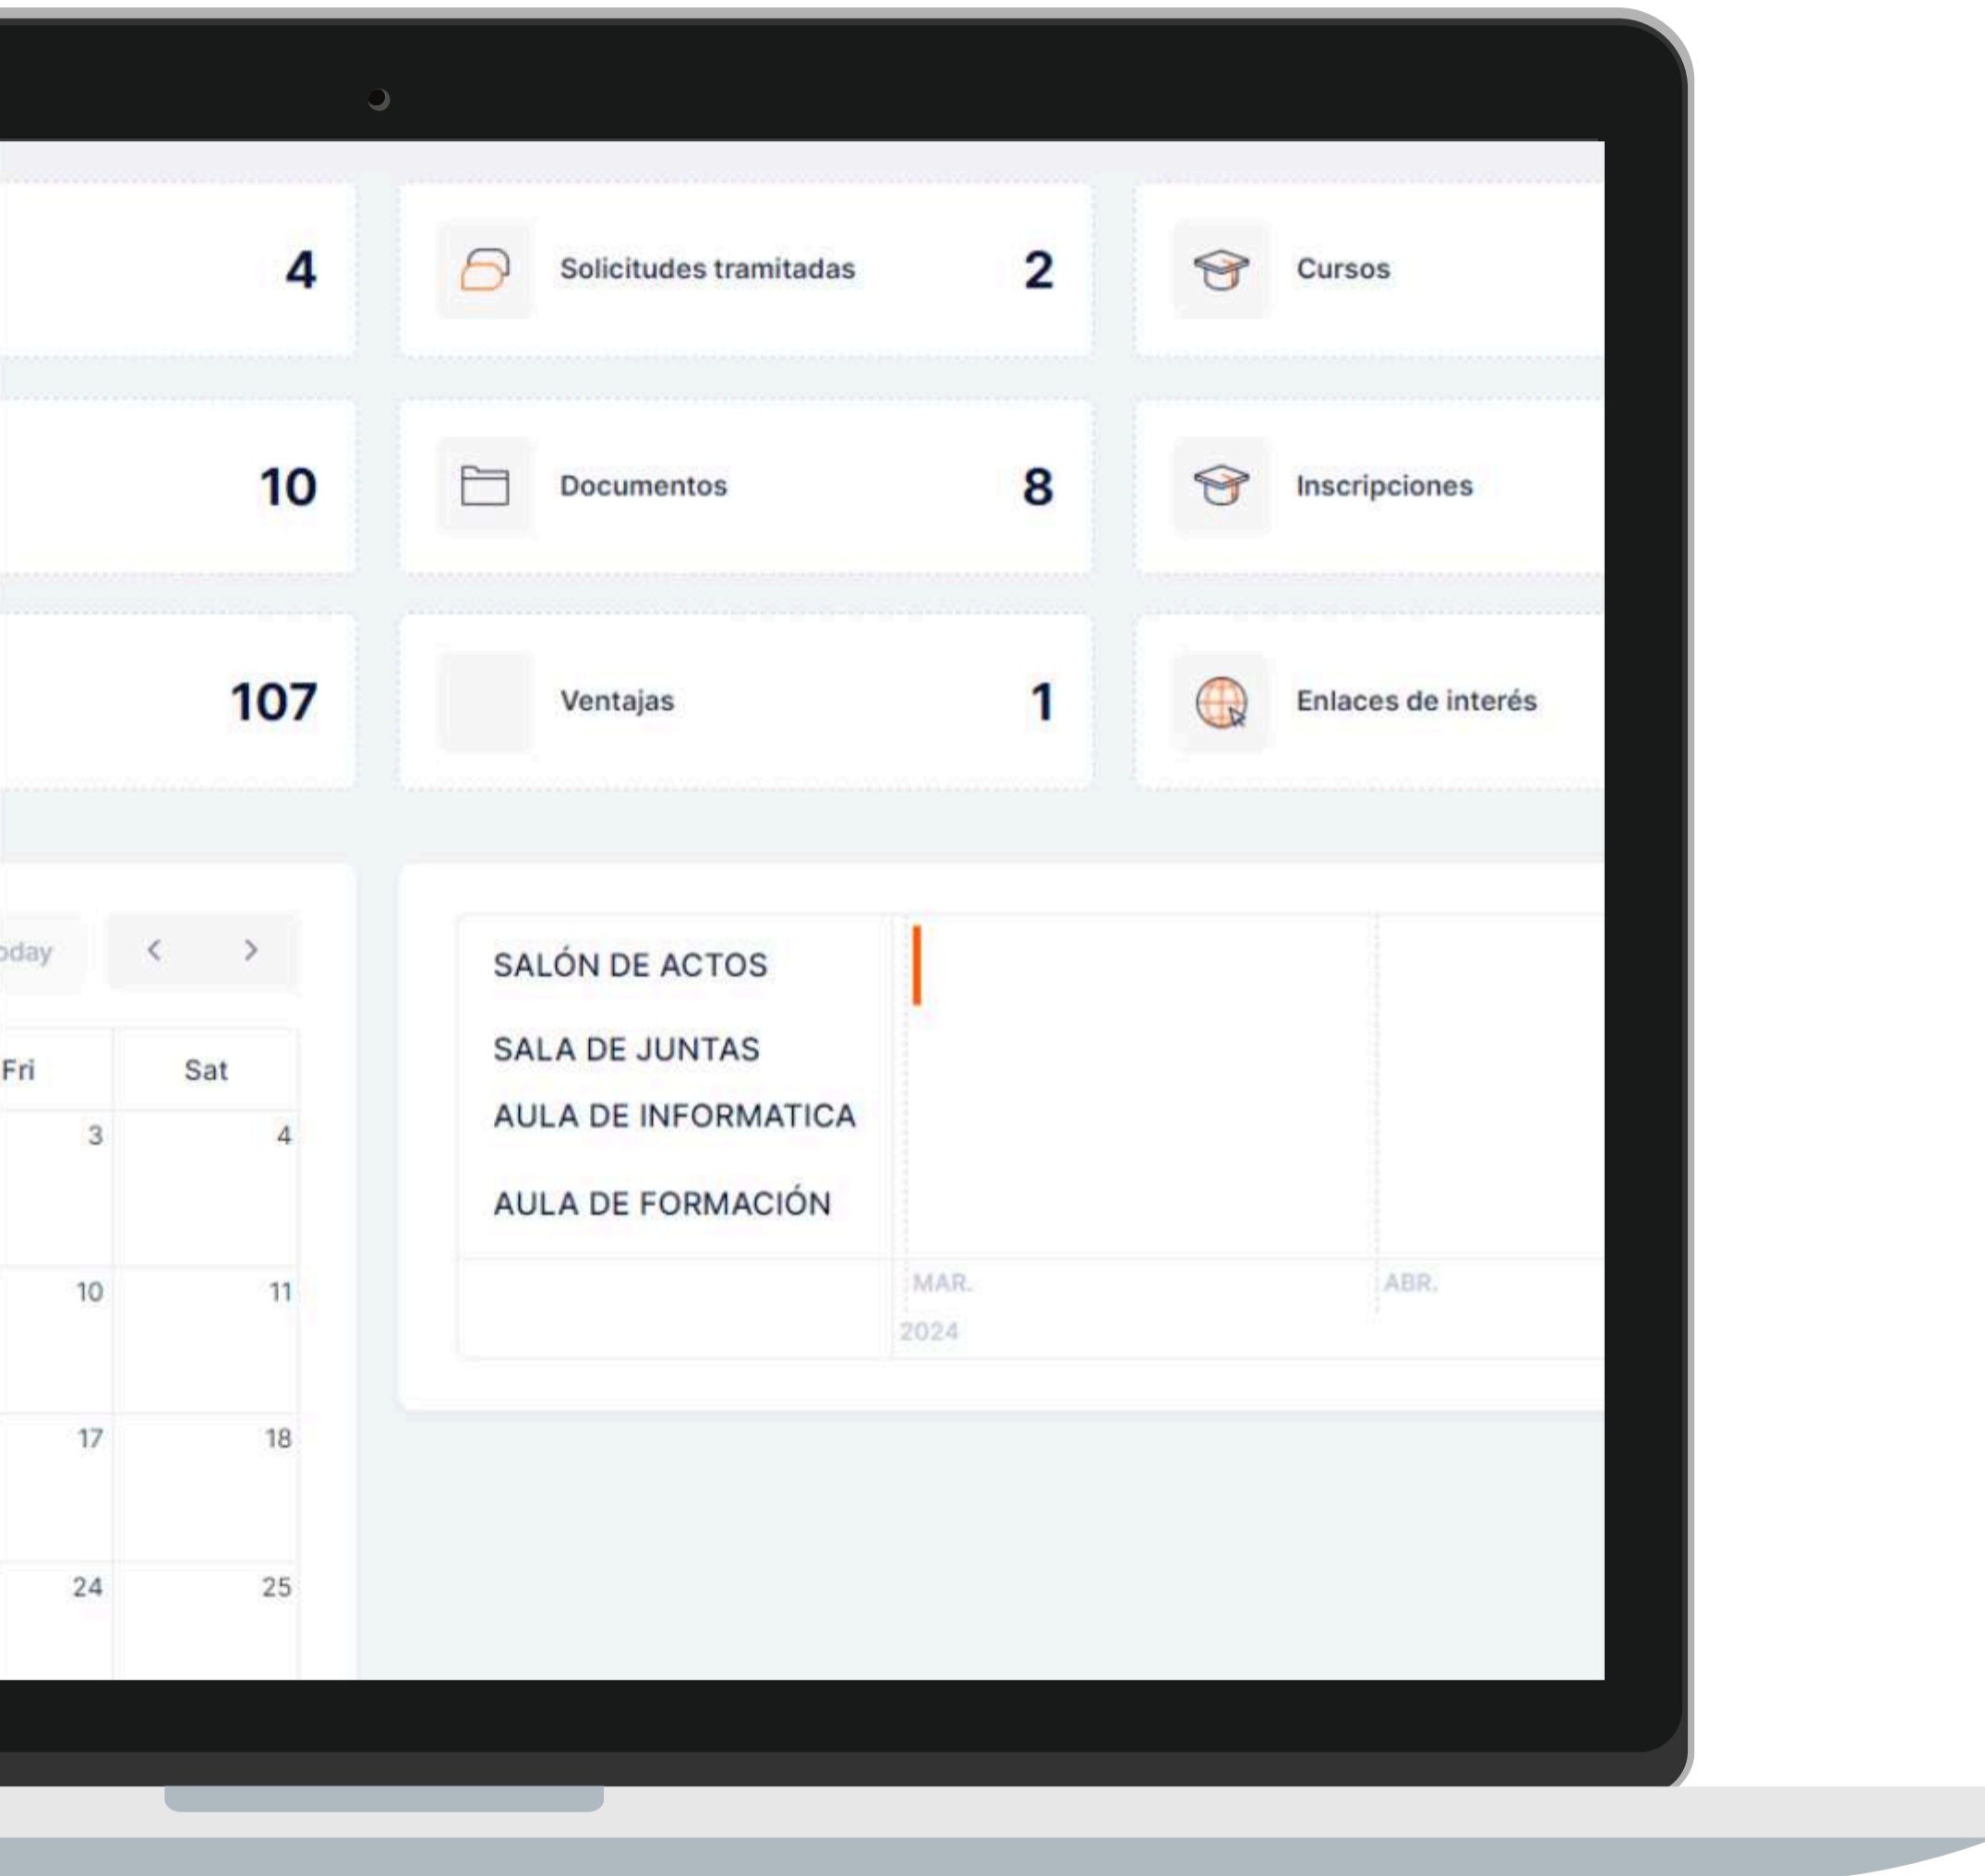 4
Solicitudes tramitadas 2
Cursos
10
Documentos 8
Inscripciones
107
Ventajas 1
Enlaces de interés
oday < >
Fri Sat
3 4
10 11
17 18
24 25
SALÓN DE ACTOS
SALA DE JUNTAS
AULA DE INFORMATICA
AULA DE FORMACIÓN
MAR. ABR.
2024